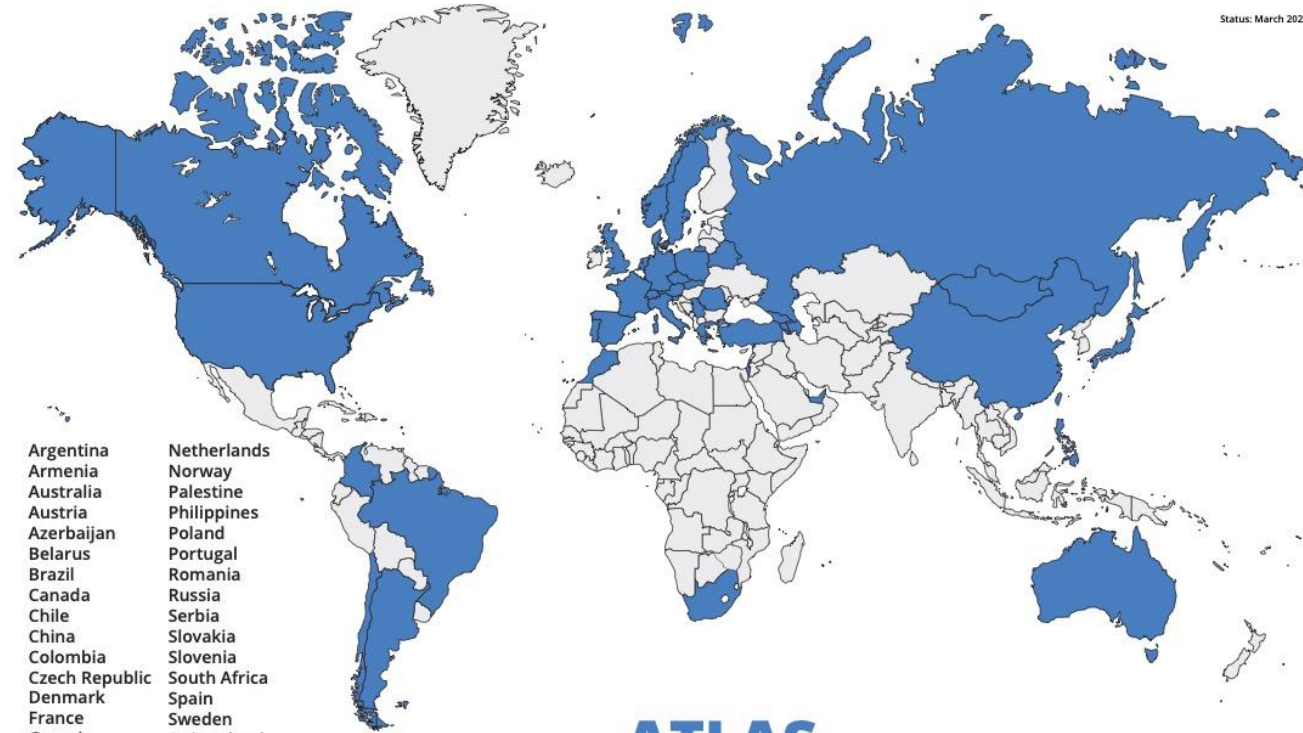 Status: March 202
Argentina
Armenia
Australia
Austria
Azerbaijan
Belarus
Brazil
Canada
Chile
China
Colombia
Czech Republic
Denmark
France
Netherlands
Norway
Palestine
Philippines
Poland
Portugal
Romania
Russia
Serbia
Slovakia
Slovenia
South Africa
Spain
Sweden
ATLAS